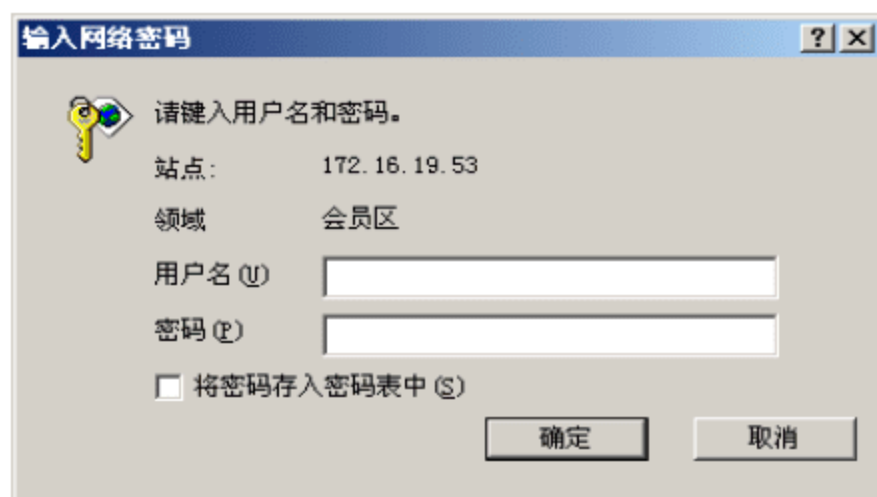 输入网络密码
请键入用户名和密码。
站点: 172.16.19.53
领域 会员区
用户名(U)
密码(P)
将密码存入密码表中(S)
确定 取消